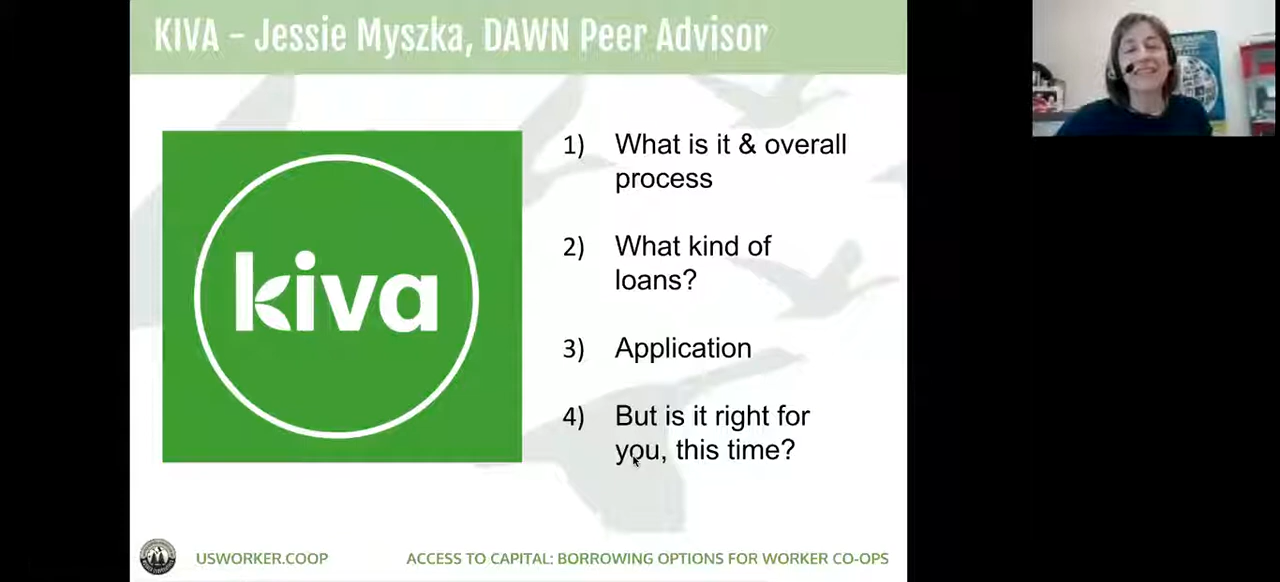 KIVA – Jessie Myszka, DAWN Peer Advisor
kiva
1) What is it & overall
process
2) What kind of
loans?
3) Application
4) But is it right for
you, this time?
USWORKER.COOP
ACCESS TO CAPITAL: BORROWING OPTIONS FOR WORKER CO-OPS